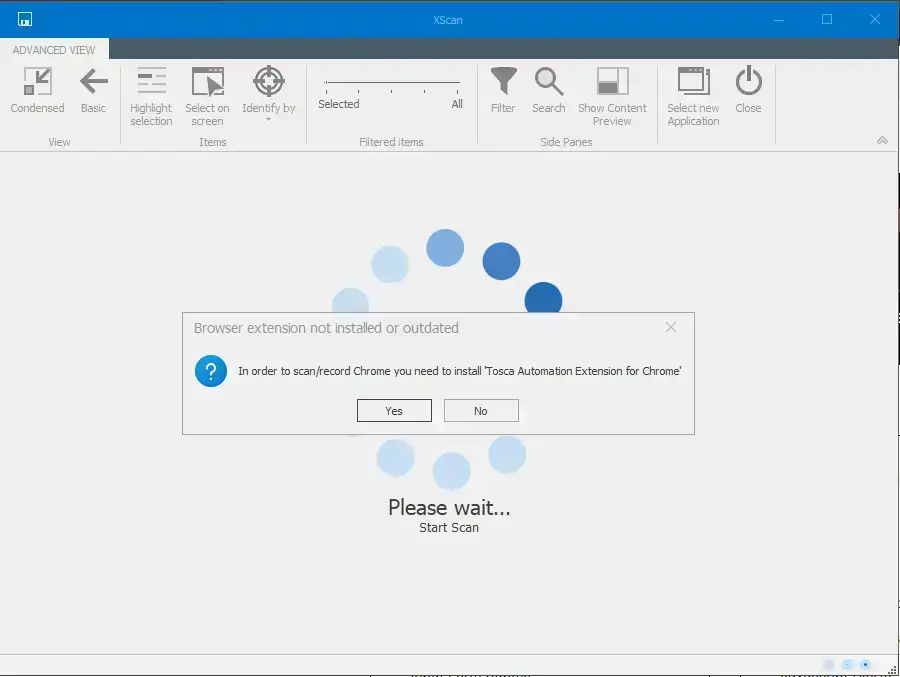 XScan
ADVANCED VIEW
Condensed
Basic
Highlight
selection
Select on
screen
Identify by
Selected
All
Filter
Search
Show Content
Preview
Select new
Application
Close
View
Items
Filtered items
Side Panes
Browser extension not installed or outdated
?
In order to scan/record Chrome you need to install 'Tosca Automation Extension for Chrome'
Yes
No
Please wait...
Start Scan